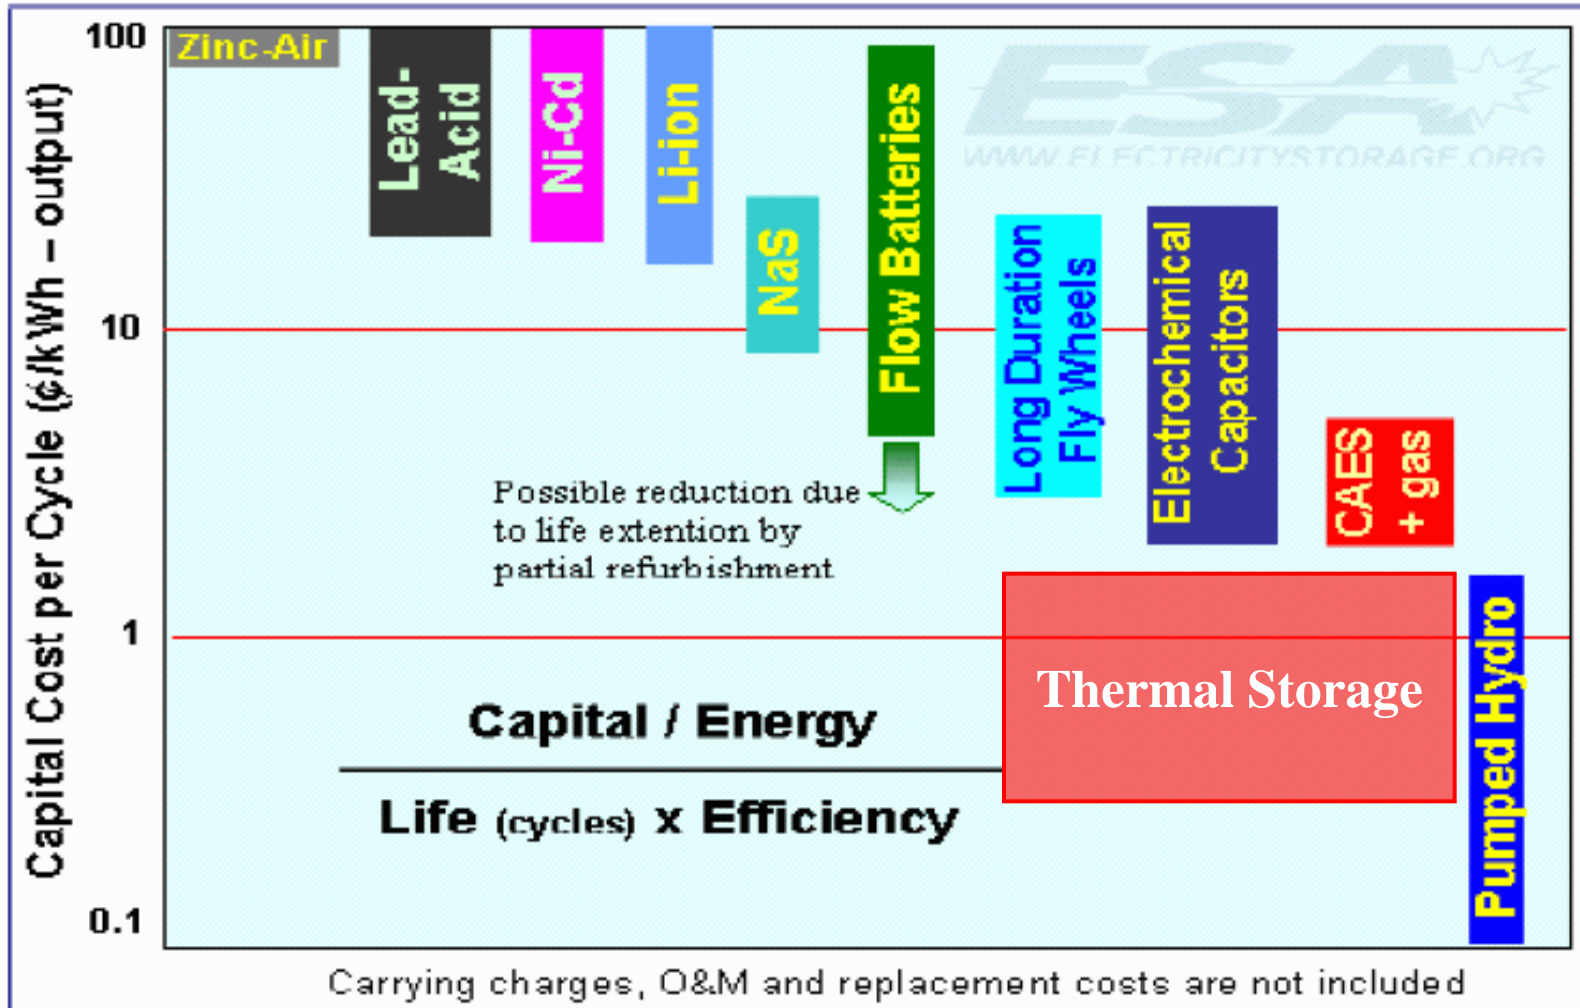 Capital Cost per Cycle (¢/kWh – output)
100
10
1
0.1
Zinc-Air
Lead-
Acid
Ni-Cd
Li-ion
NaS
Flow Batteries
Long Duration
Fly Wheels
Electrochemical
Capacitors
CAES
+ gas
Pumped Hydro
ESA
WWW.ELECTRICITYSTORAGE.ORG
Possible reduction due
to life extention by
partial refurbishment
Thermal Storage
Capital / Energy
Life (cycles) x Efficiency
Carrying charges, O&M and replacement costs are not included